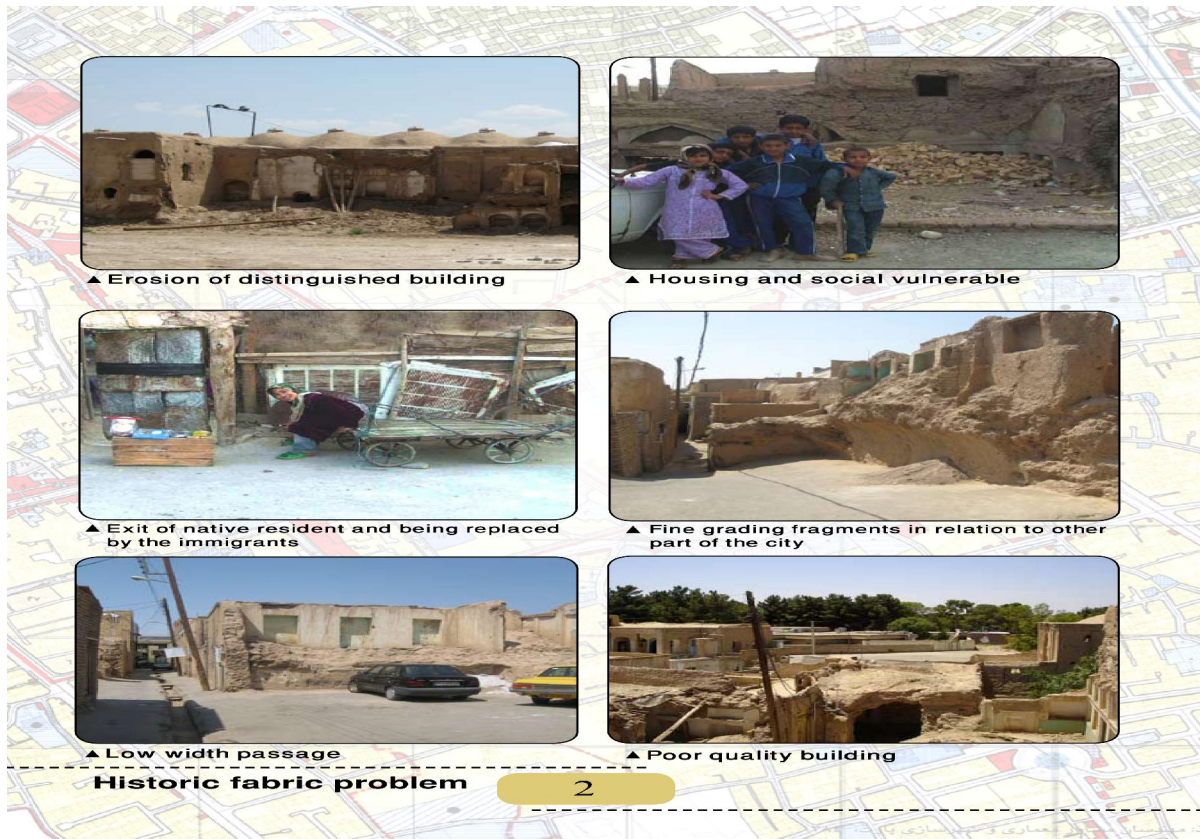 ▲ Erosion of distinguished building
▲ Housing and social vulnerable
▲ Exit of native resident and being replaced
by the immigrants
▲ Fine grading fragments in relation to other
part of the city
▲ Low width passage
▲ Poor quality building
Historic fabric problem
2